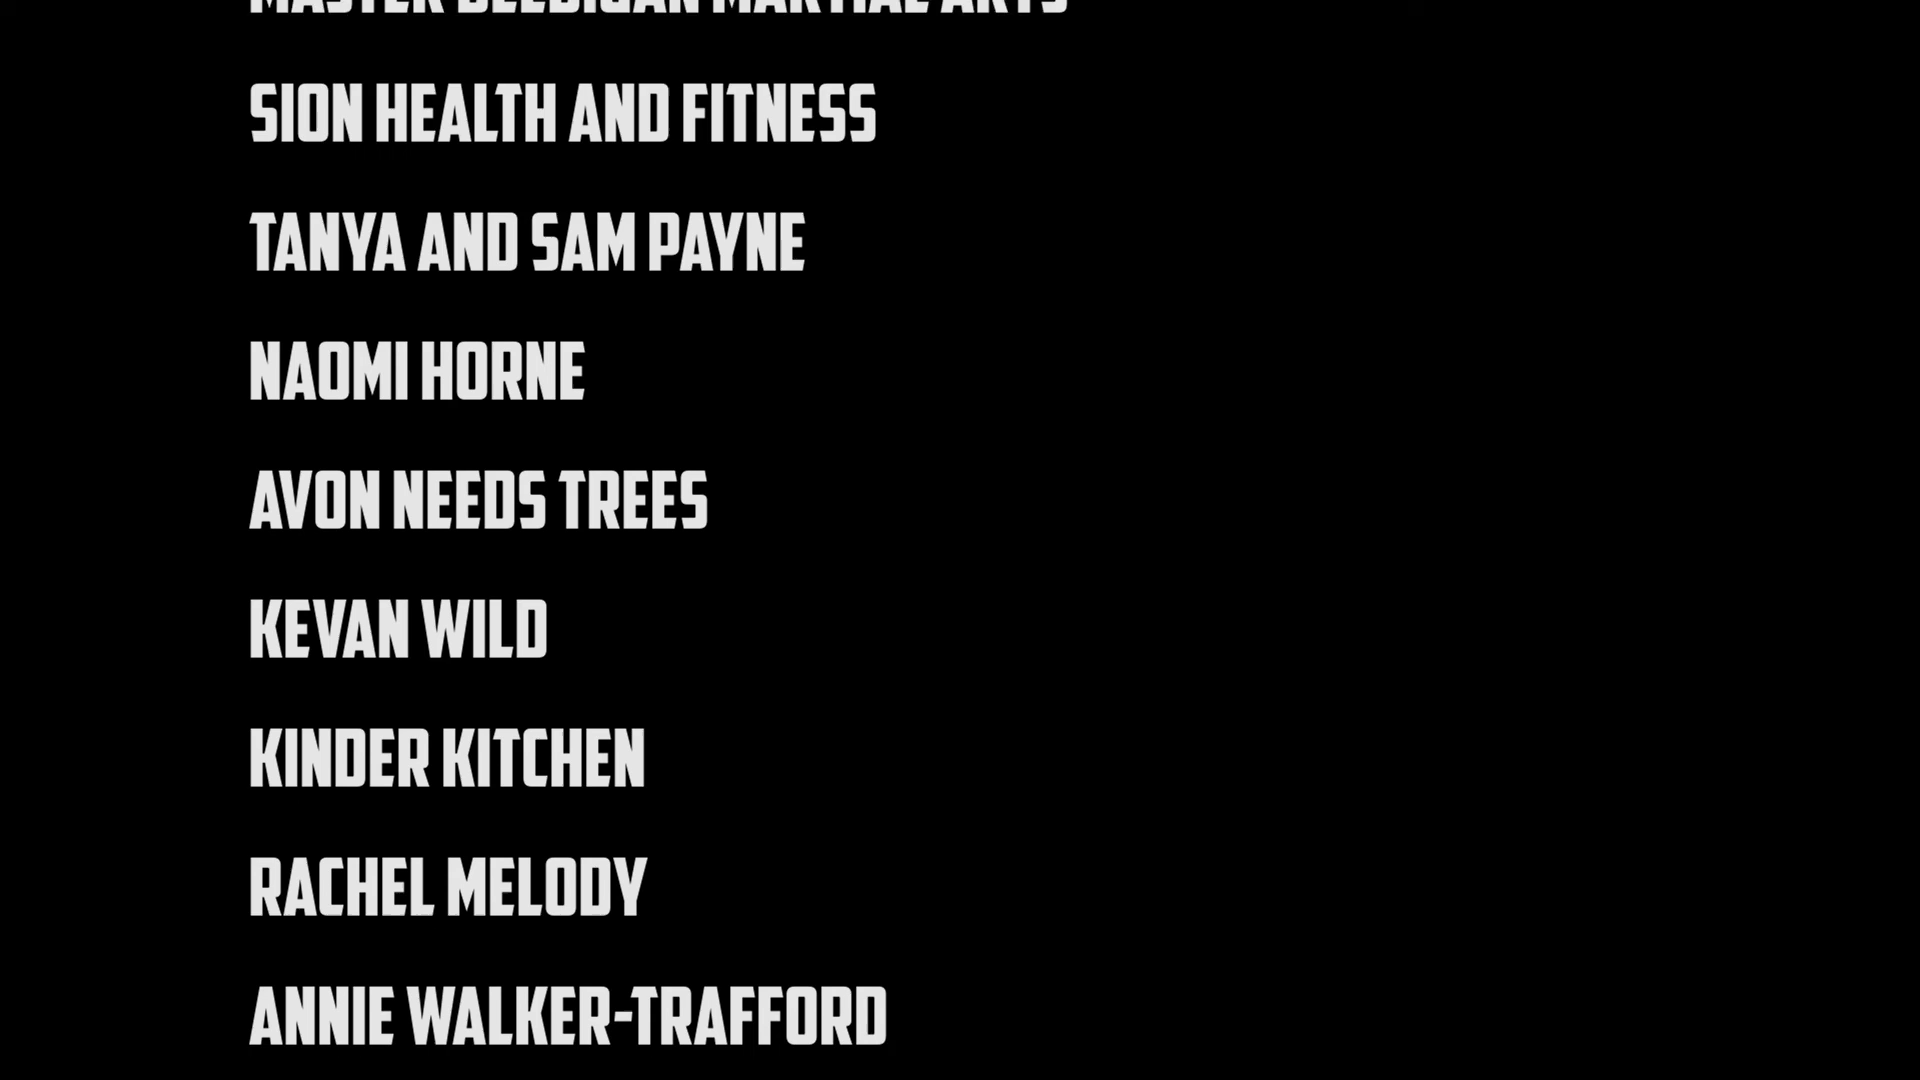 MASTER MARTIAL ARTS
SION HEALTH AND FITNESS
TANYA AND SAM PAYNE
NAOMI HORNE
AVON NEEDS TREES
KEVAN WILD
KINDER KITCHEN
RACHEL MELODY
ANNIE WALKER-TRAFFORD